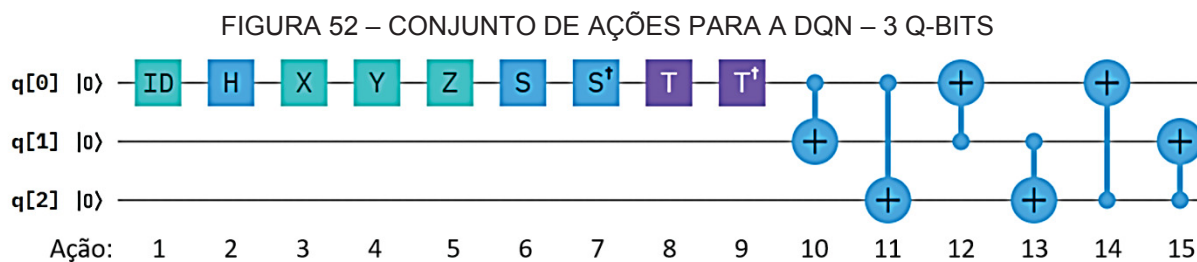 FIGURA 52 – CONJUNTO DE AÇÕES PARA A DQN – 3 Q-BITS
q[0] |0⟩ ID H X Y Z S S† T T† + +
q[1] |0⟩ + +
q[2] |0⟩ + +
Ação: 1 2 3 4 5 6 7 8 9 10 11 12 13 14 15